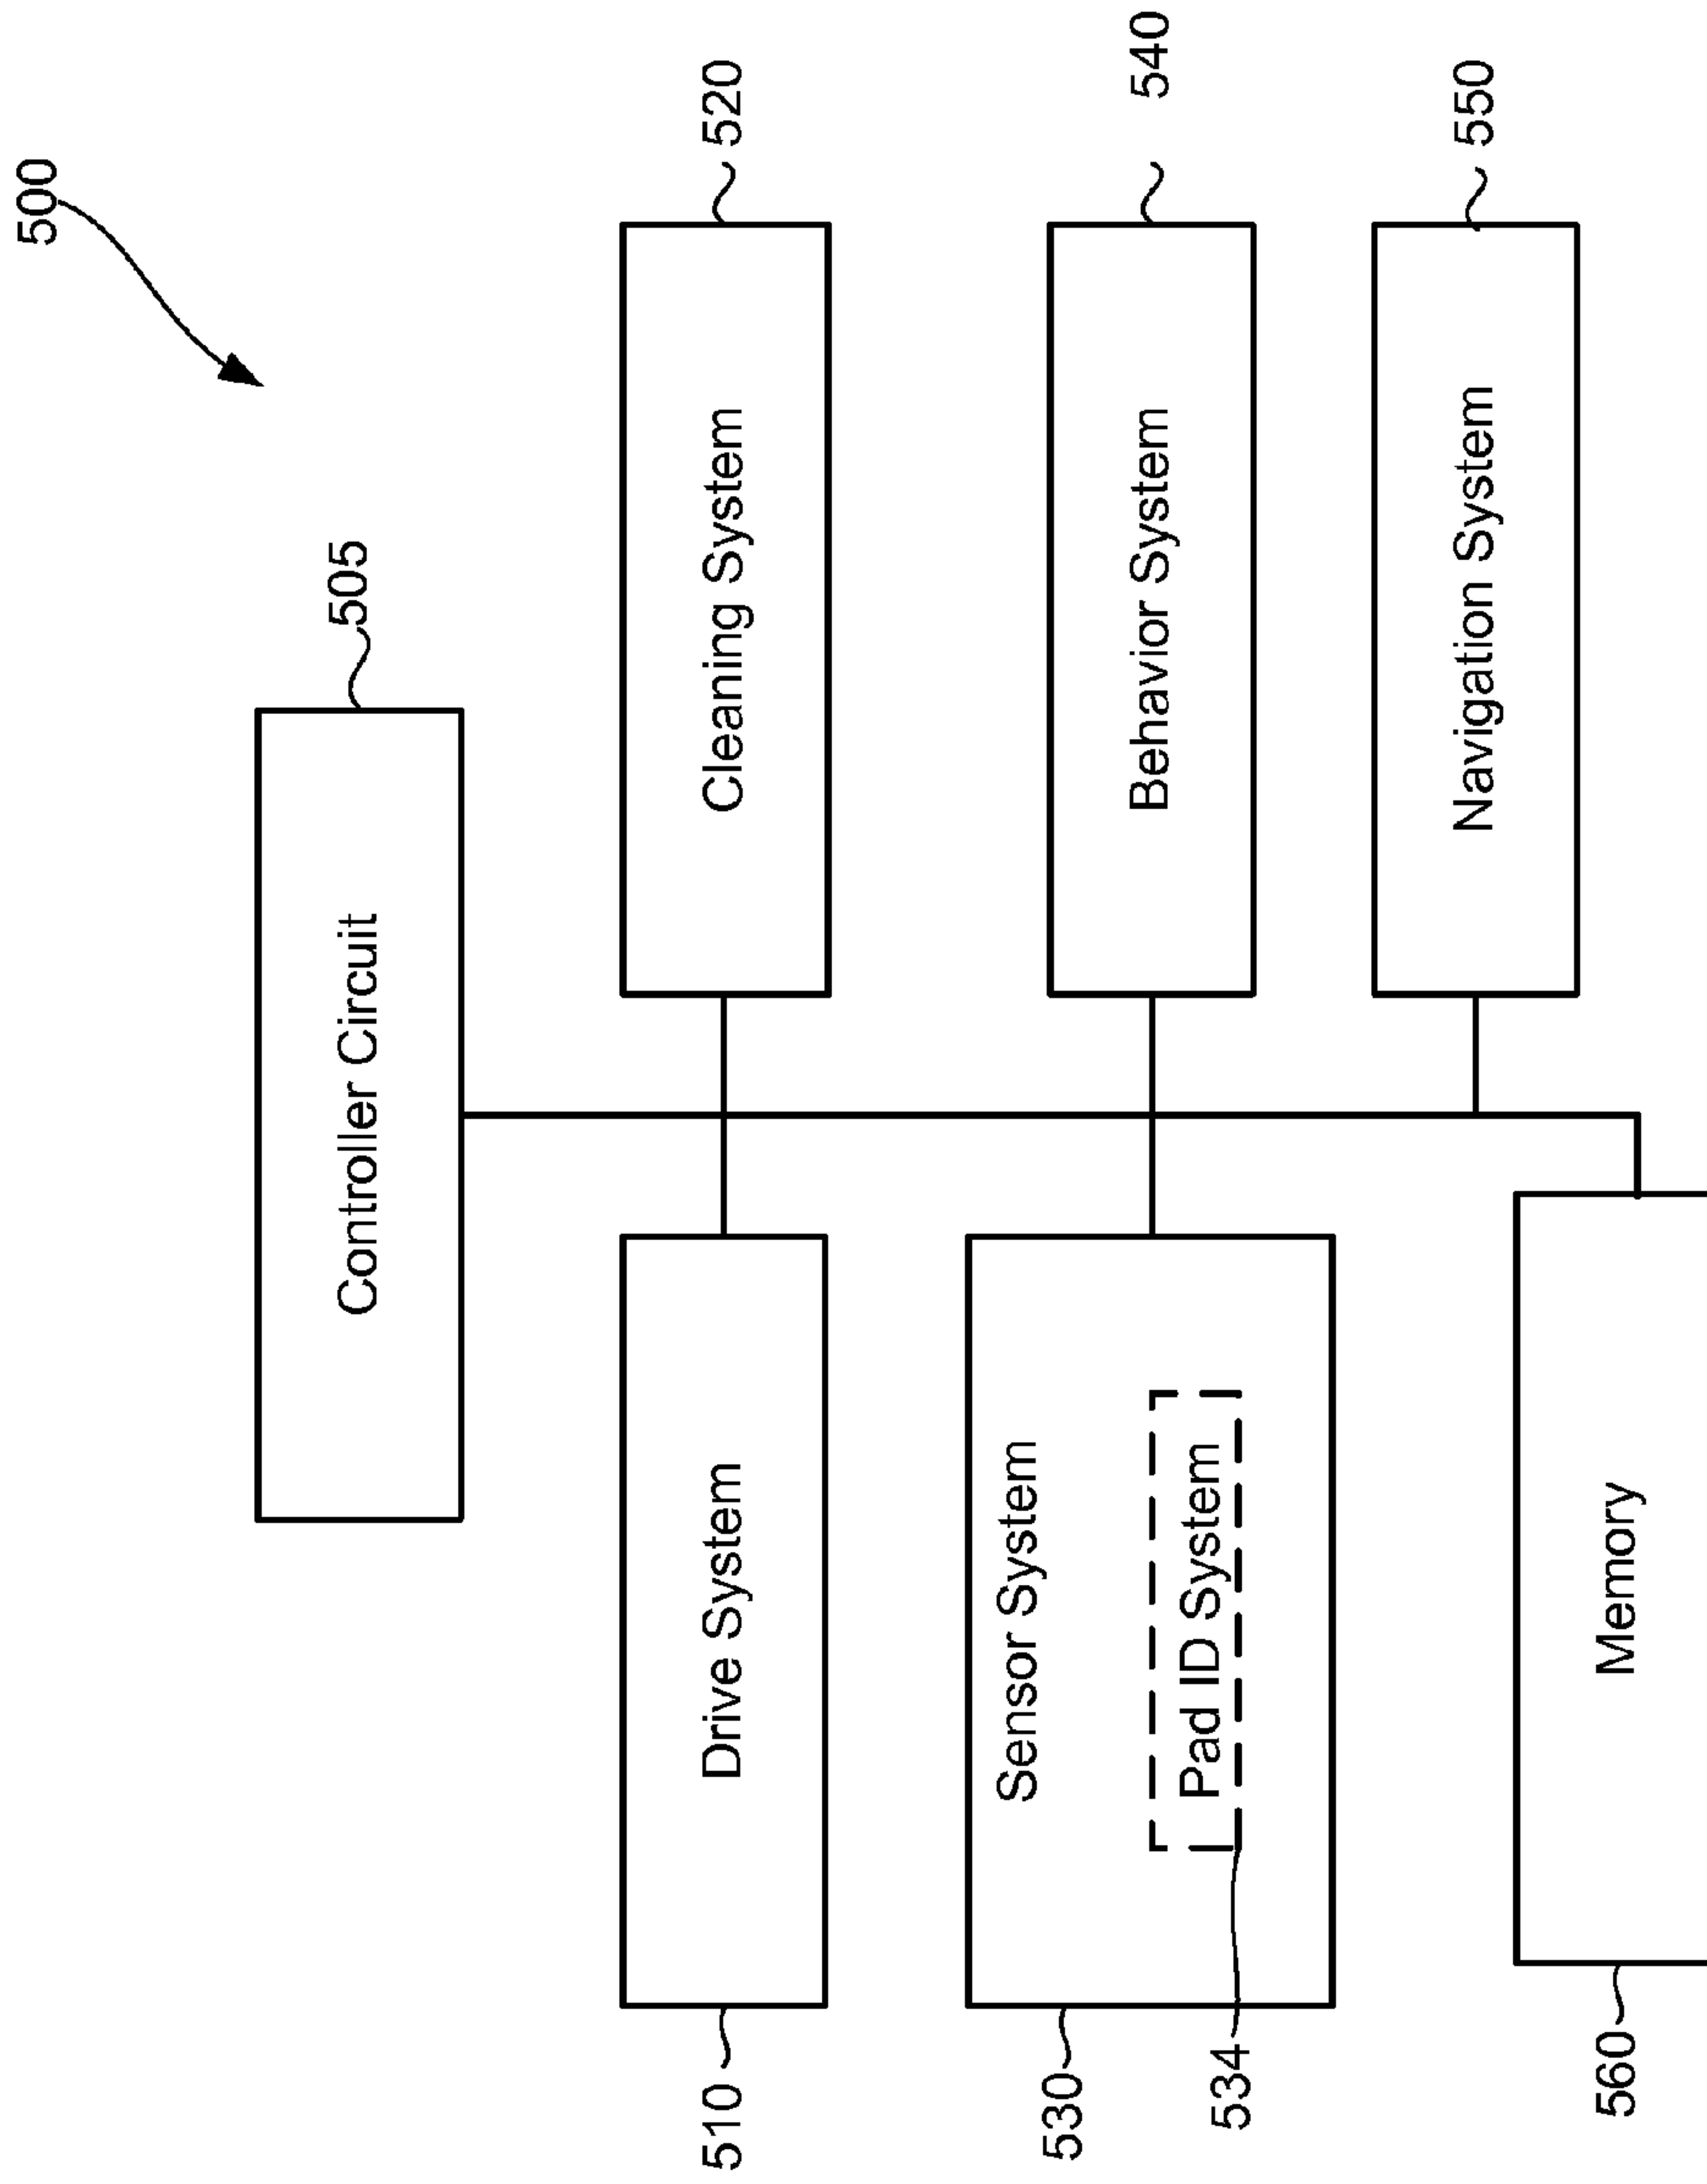 500
505
Controller Circuit
510
Drive System
Cleaning System
520
530
Sensor System
534
Pad ID System
Behavior System
540
Navigation System
550
560
Memory